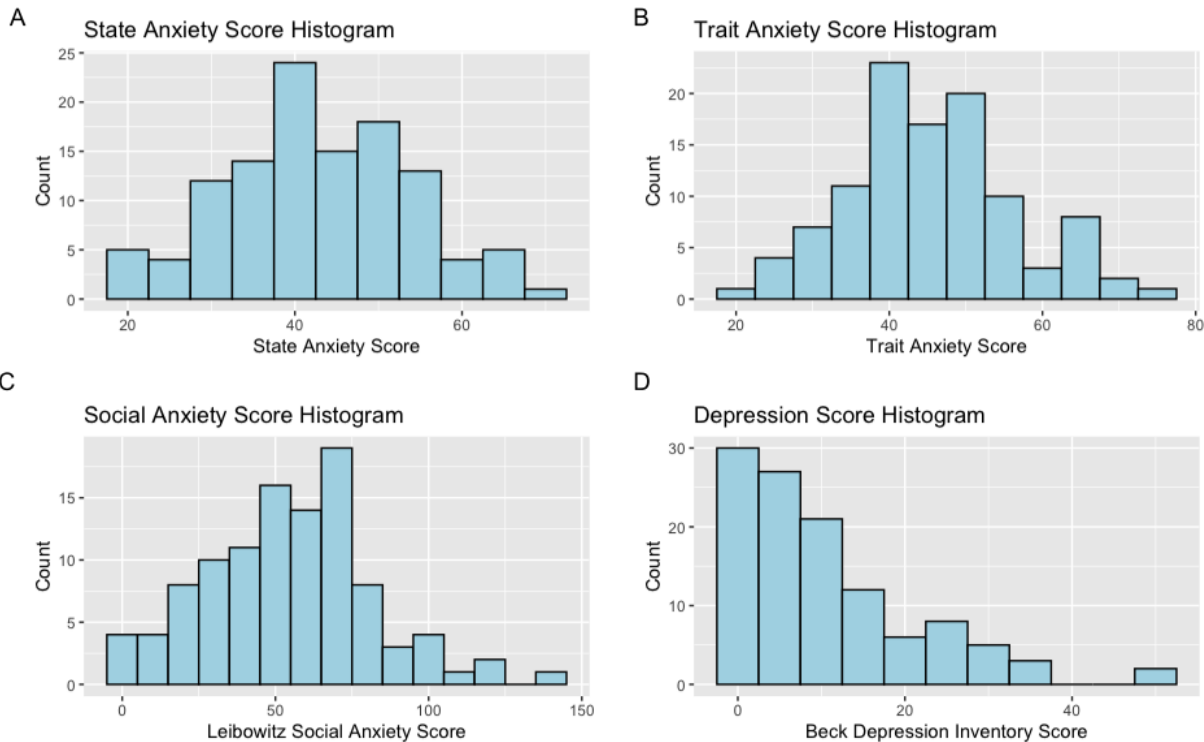 A
State Anxiety Score Histogram
25
20
15
10
5
0
Count
20
40
60
State Anxiety Score
B
Trait Anxiety Score Histogram
20
15
10
5
0
Count
20
40
60
80
Trait Anxiety Score
C
Social Anxiety Score Histogram
15
10
5
0
Count
0
50
100
150
Leibowitz Social Anxiety Score
D
Depression Score Histogram
30
20
10
0
Count
0
20
40
Beck Depression Inventory Score